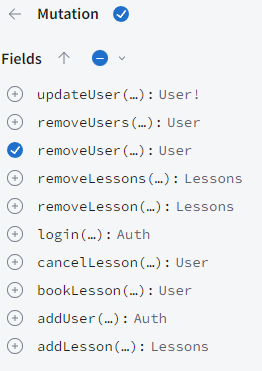 Mutation
Fields
updateUser(…): User!
removeUsers(…): User
removeUser(…): User
removeLessons(…): Lessons
removeLesson(…): Lessons
login(…): Auth
cancelLesson(…): User
bookLesson(…): User
addUser(…): Auth
addLesson(…): Lessons